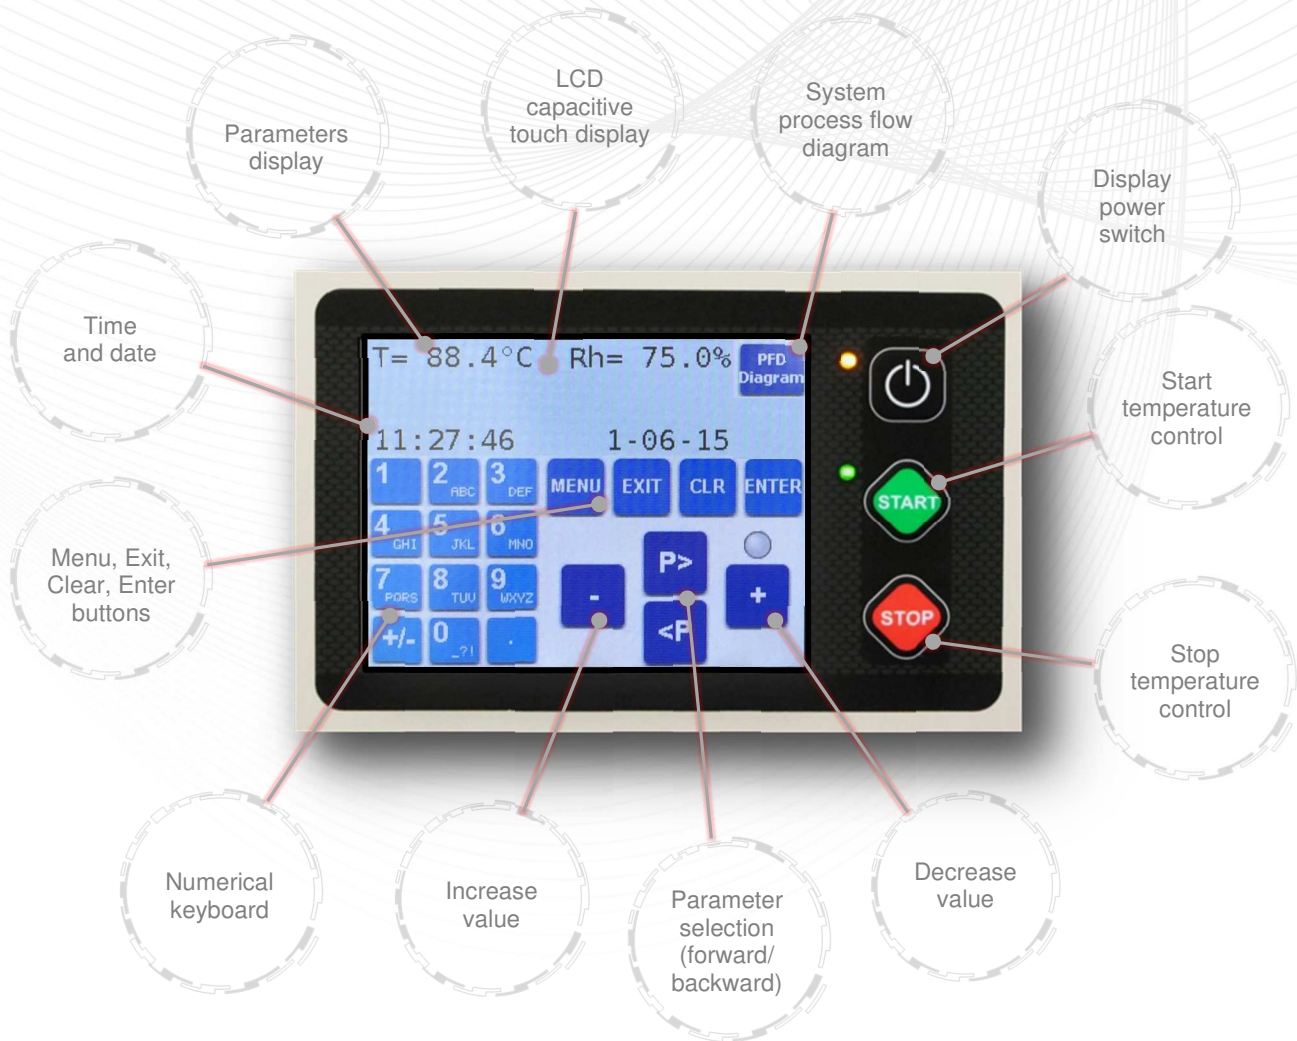 LCD
capacitive
touch display
System
process flow
diagram
Parameters
display
Display
power
switch
Time
and date
Start
temperature
control
Menu, Exit,
Clear, Enter
buttons
Stop
temperature
control
T= 88.4°C Rh= 75.0%
PFD
Diagram
11:27:46 1-06-15
1 2 ABC 3 DEF MENU EXIT CLR ENTER
4 GHI 5 JKL 6 MNO
7 PQRS 8 TUV 9 WXYZ
+/- 0 _?! .
P>
- +
<P
START
STOP
Numerical
keyboard
Increase
value
Parameter
selection
(forward/
backward)
Decrease
value